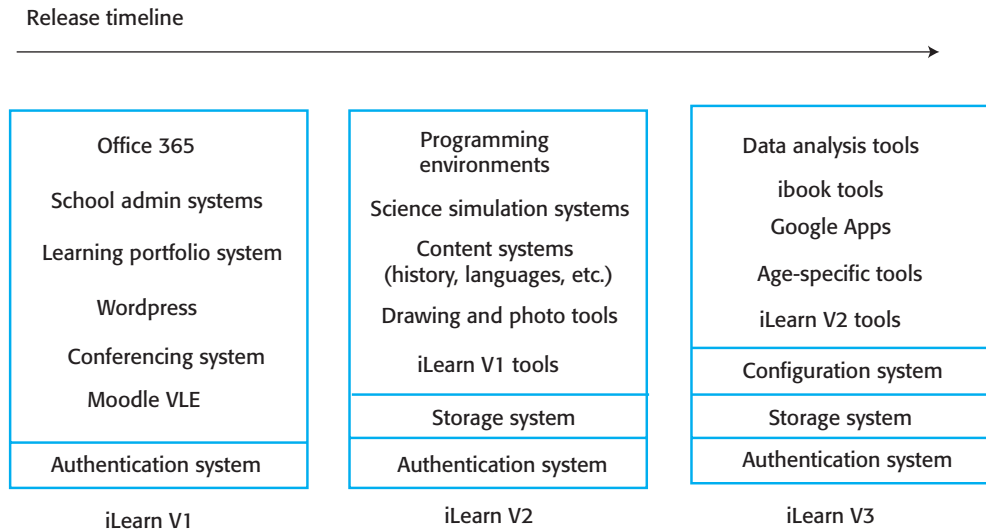 Release timeline
Office 365
School admin systems
Learning portfolio system
Wordpress
Conferencing system
Moodle VLE
Authentication system
iLearn V1
Programming
environments
Science simulation systems
Content systems
(history, languages, etc.)
Drawing and photo tools
iLearn V1 tools
Storage system
Authentication system
iLearn V2
Data analysis tools
ibook tools
Google Apps
Age-specific tools
iLearn V2 tools
Configuration system
Storage system
Authentication system
iLearn V3